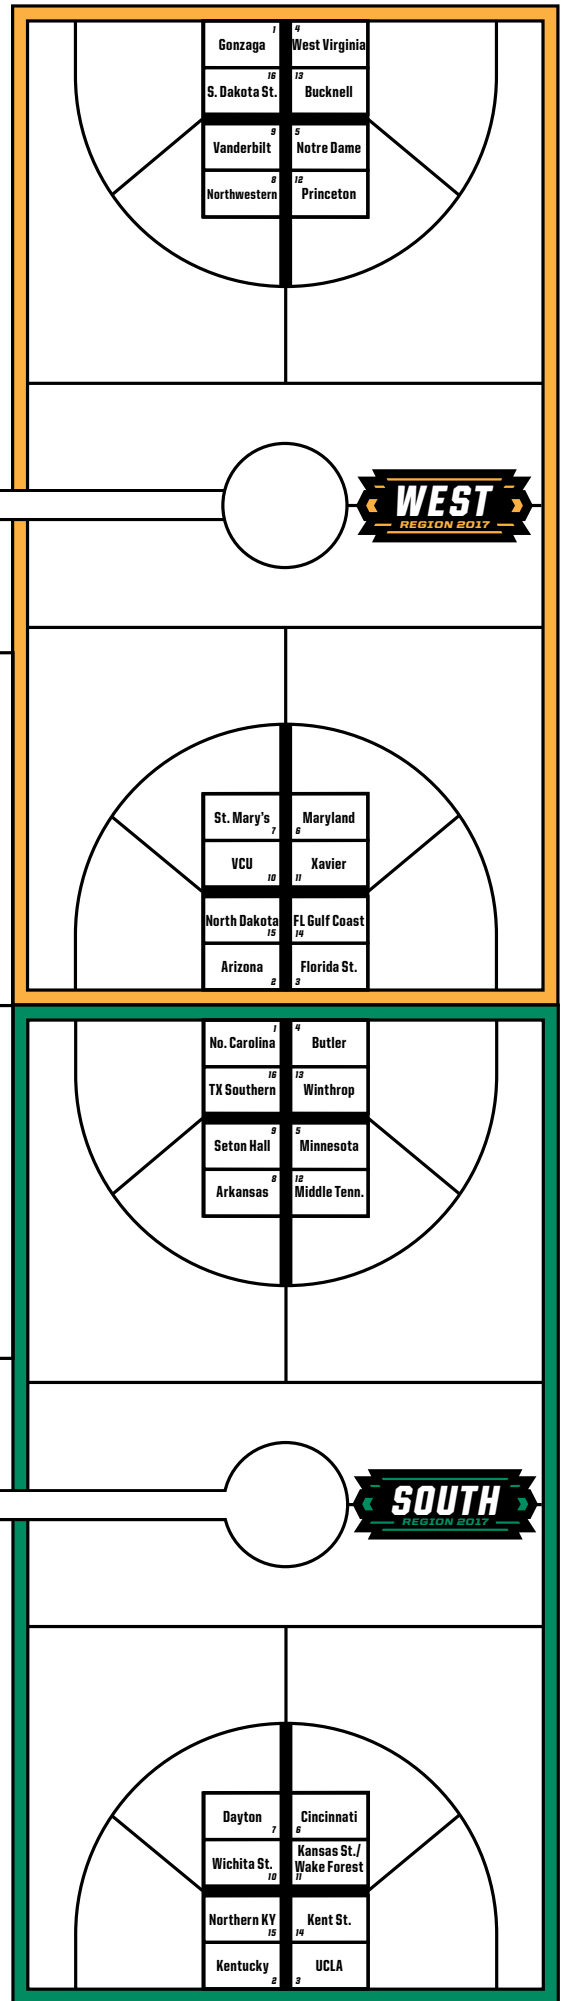 1
Gonzaga
4
West Virginia
16
S. Dakota St.
13
Bucknell
9
Vanderbilt
5
Notre Dame
8
Northwestern
12
Princeton
WEST
REGION 2017
St. Mary's
7
Maryland
6
VCU
10
Xavier
11
North Dakota
15
FL Gulf Coast
14
Arizona
2
Florida St.
3
1
No. Carolina
4
Butler
16
TX Southern
13
Winthrop
9
Seton Hall
5
Minnesota
8
Arkansas
12
Middle Tenn.
SOUTH
REGION 2017
Dayton
7
Cincinnati
6
Wichita St.
10
Kansas St./
Wake Forest
11
Northern KY
15
Kent St.
14
Kentucky
2
UCLA
3